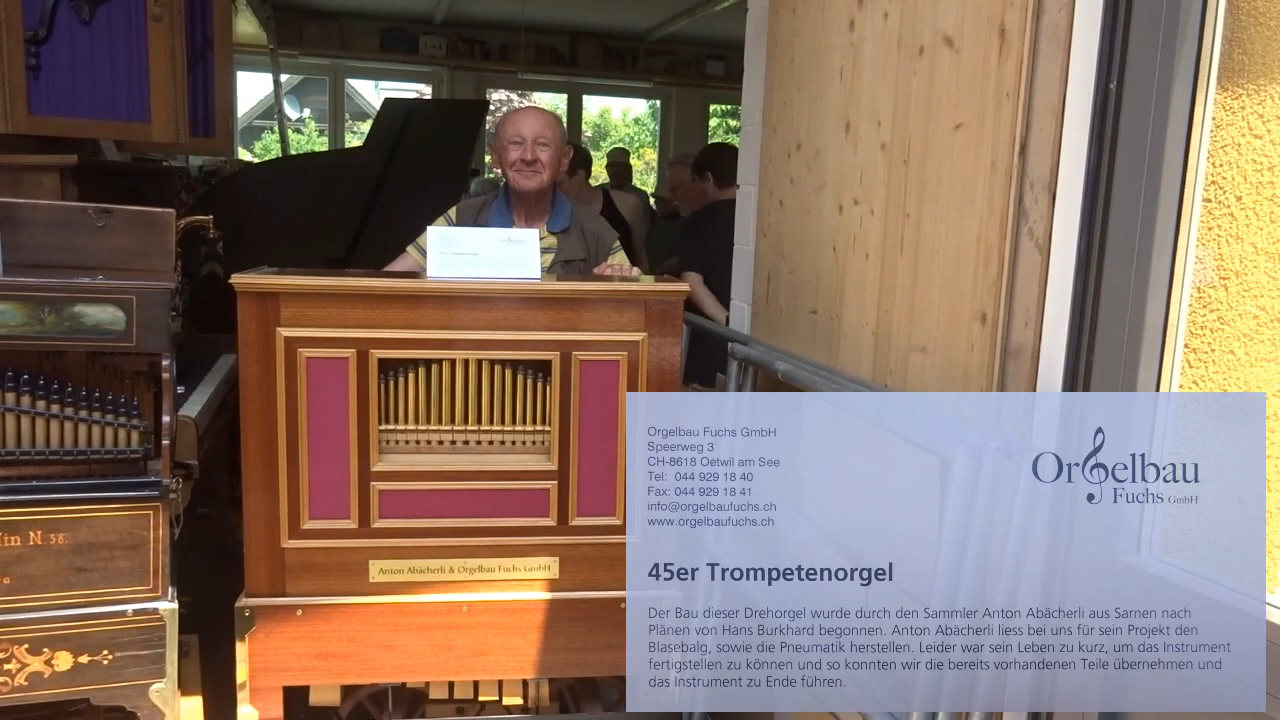 45er Trompetenorgel
in N. 36.
Anton Abächerli & Orgelbau Fuchs GmbH
Orgelbau Fuchs GmbH
Speerweg 3
CH-8618 Oetwil am See
Tel: 044 929 18 40
Fax: 044 929 18 41
info@orgelbaufuchs.ch
www.orgelbaufuchs.ch
Orgelbau
Fuchs GmbH
45er Trompetenorgel
Der Bau dieser Drehorgel wurde durch den Sammler Anton Abächerli aus Sarnen nach
Plänen von Hans Burkhard begonnen. Anton Abächerli liess bei uns für sein Projekt den
Blasebalg, sowie die Pneumatik herstellen. Leider war sein Leben zu kurz, um das Instrument
fertigstellen zu können und so konnten wir die bereits vorhandenen Teile übernehmen und
das Instrument zu Ende führen.